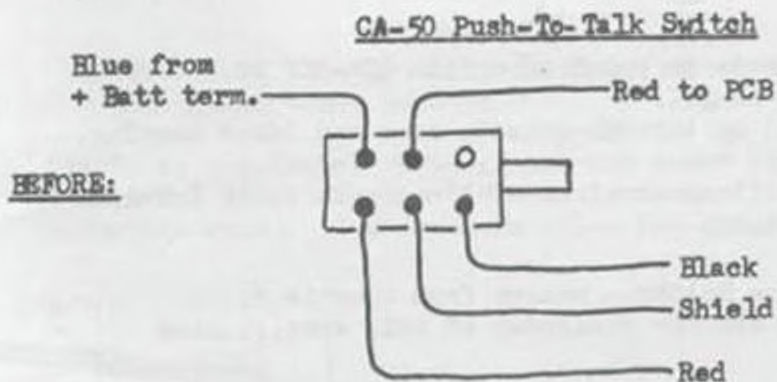 CA-50 Push-To-Talk Switch
Blue from
+ Batt term.
Red to PCB
BEFORE:
Black
Shield
Red